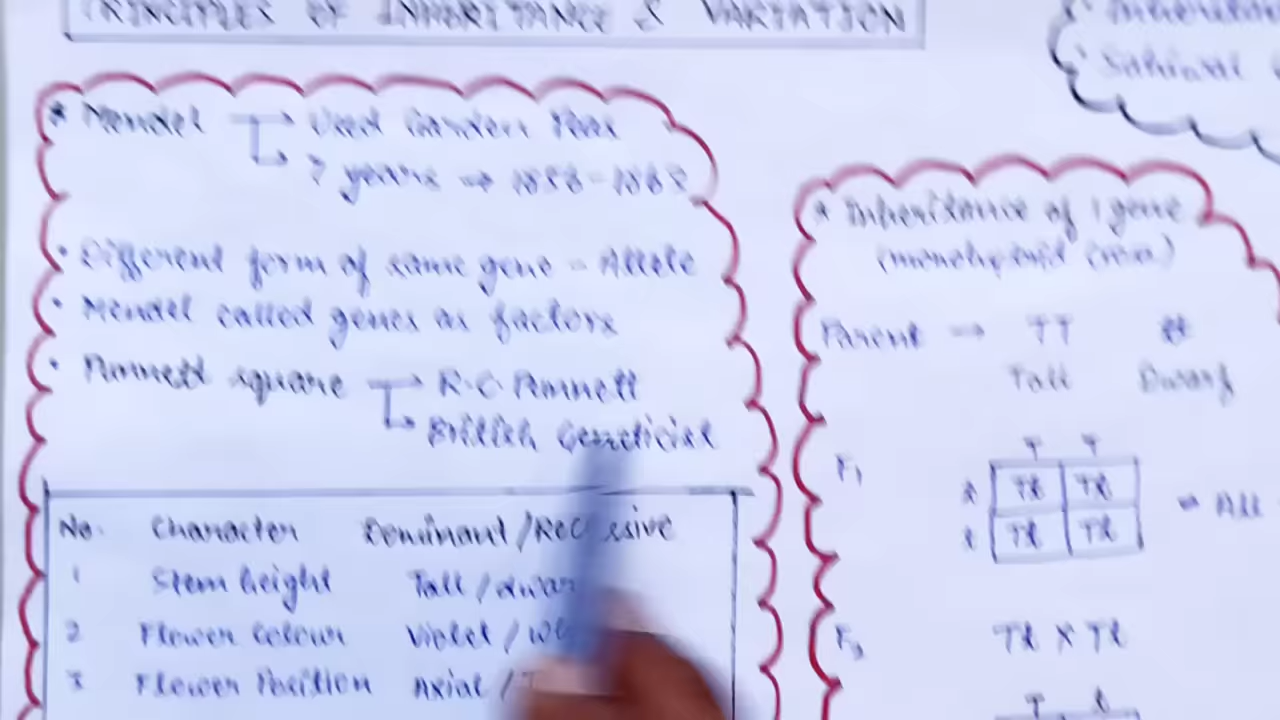 PRINCIPLES OF INHERITANCE & VARIATION
* Mendel → Used Garden Peas
↳ 7 years → 1856-1863
• Different form of same gene - Allele
• Mendel called genes as factors
• Punnett square → R.C. Punnett
↳ British Geneticist
No. Character Dominant / Recessive
1 Stem height Tall / dwar
2 Flower colour Violet /
3 Flower Position Axial /
Sahiwal
* Inheritance of 1 gene
(monohybrid cross)
Parent → TT tt
Tall Dwarf
F₁
T T
t Tt Tt
t Tt Tt
→ All
F₂ Tt X Tt
T t